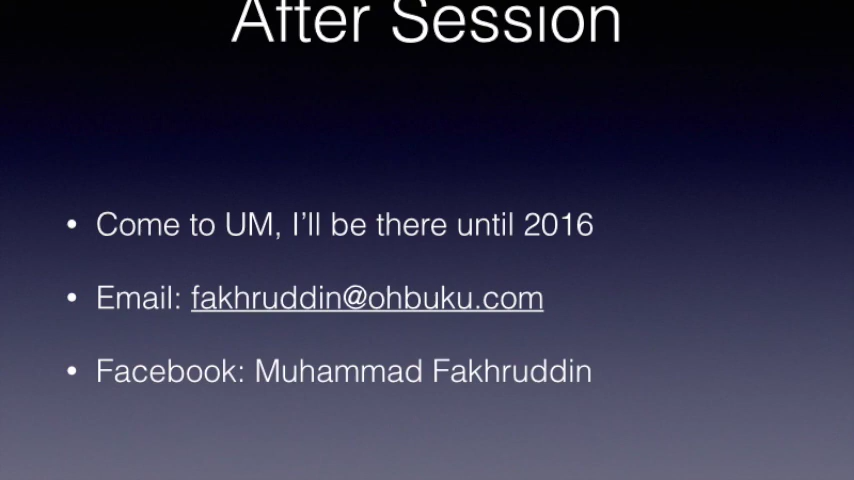 After Session
• Come to UM, I'll be there until 2016
• Email: fakhruddin@ohbuku.com
• Facebook: Muhammad Fakhruddin